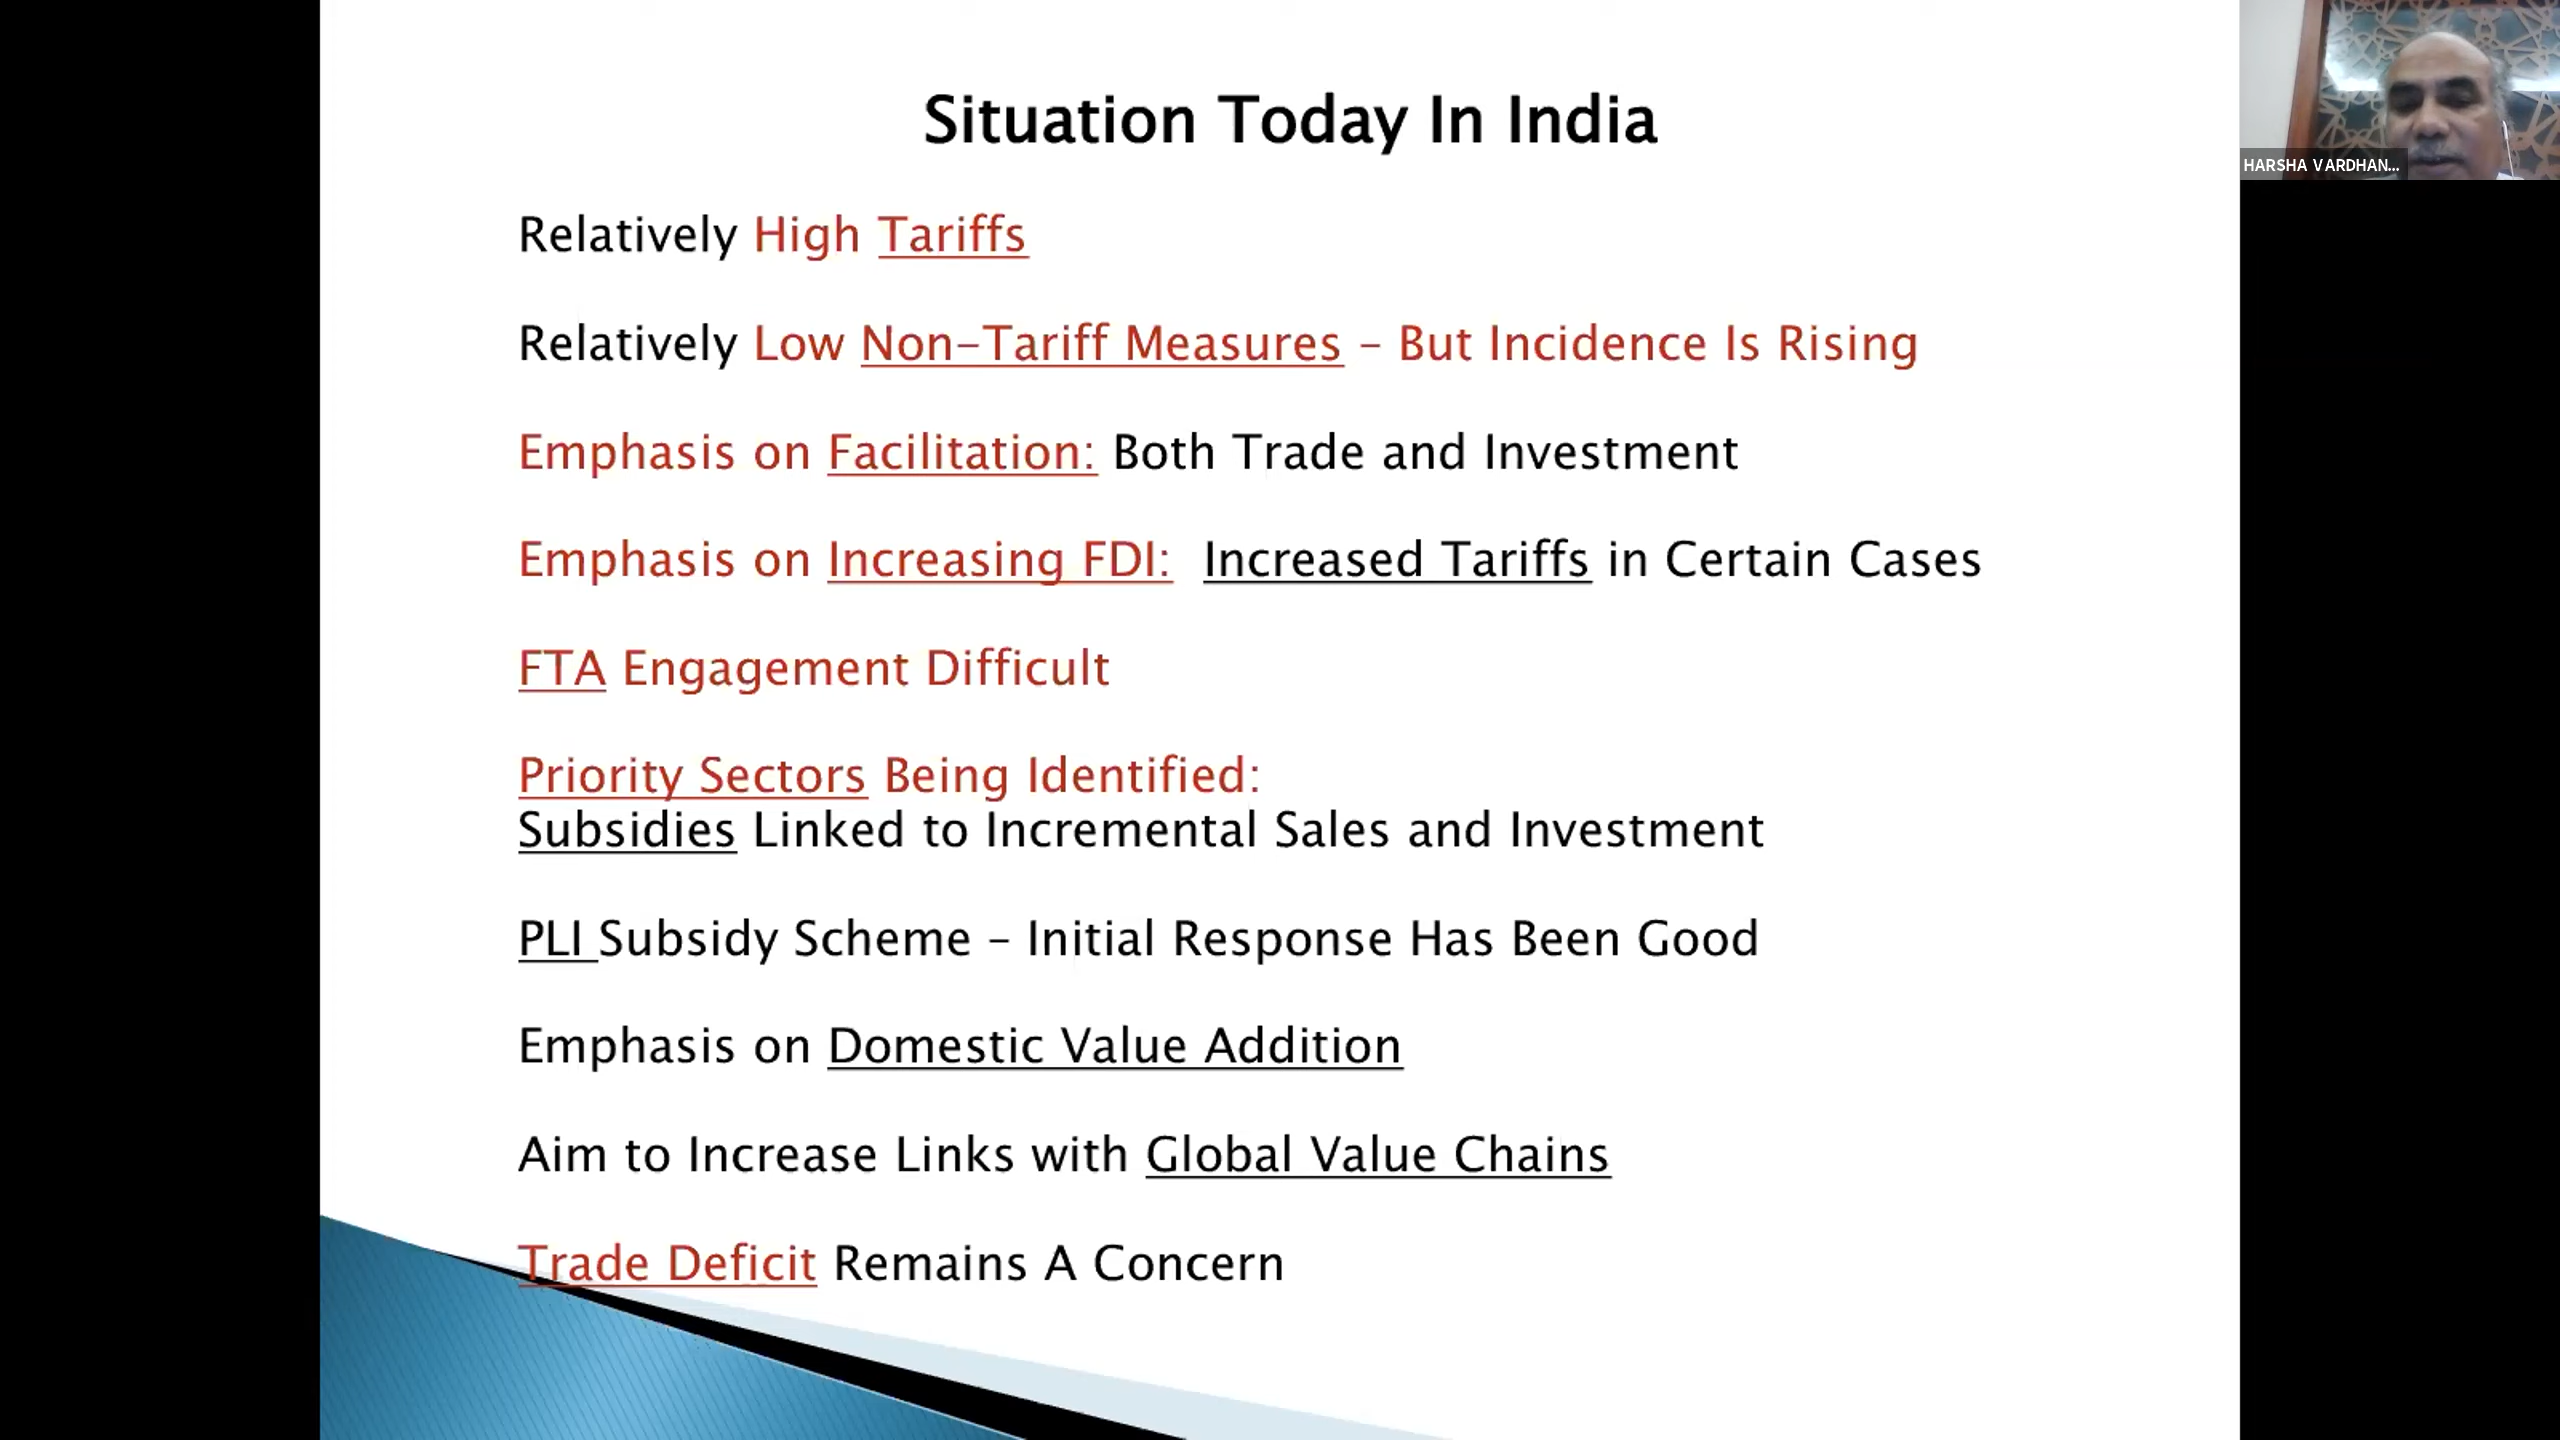 Situation Today In India
HARSHA VARDHAN...
Relatively High Tariffs
Relatively Low Non-Tariff Measures – But Incidence Is Rising
Emphasis on Facilitation: Both Trade and Investment
Emphasis on Increasing FDI: Increased Tariffs in Certain Cases
FTA Engagement Difficult
Priority Sectors Being Identified:
Subsidies Linked to Incremental Sales and Investment
PLI Subsidy Scheme – Initial Response Has Been Good
Emphasis on Domestic Value Addition
Aim to Increase Links with Global Value Chains
Trade Deficit Remains A Concern